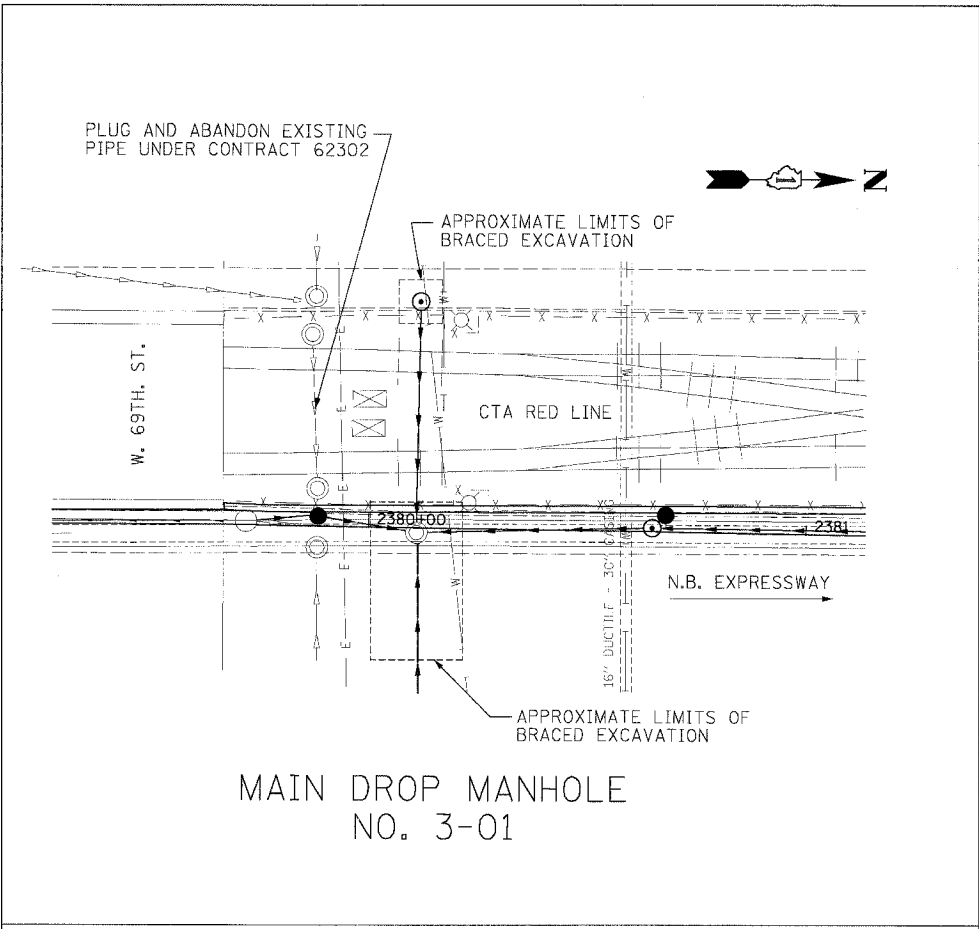 PLUG AND ABANDON EXISTING
PIPE UNDER CONTRACT 62302
N
APPROXIMATE LIMITS OF
BRACED EXCAVATION
W. 69TH. ST.
CTA RED LINE
2380+00
2381
16" DUCTILE - 30" CASING
N.B. EXPRESSWAY
APPROXIMATE LIMITS OF
BRACED EXCAVATION
MAIN DROP MANHOLE
NO. 3-01